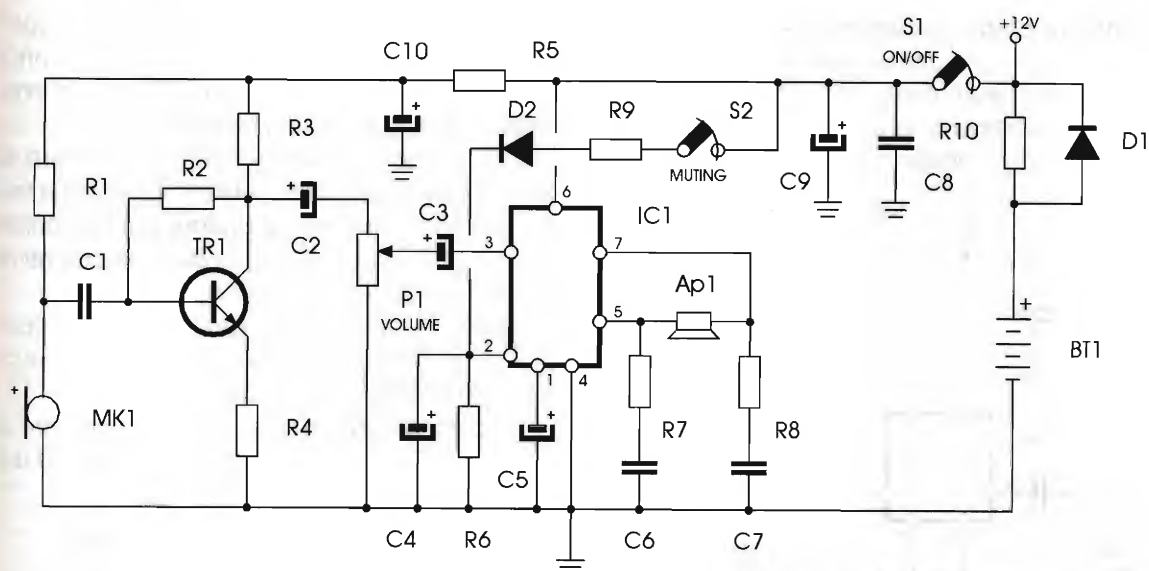 S1
+12V
C10
R5
ON/OFF
D2
R9
S2
R3
+
+
R10
D1
R1
R2
MUTING
C9
C8
6
+
C3
IC1
TR1
C2
+
3
7
C1
P1
Ap1
VOLUME
5
+
BT1
2
1
4
+
MK1
R4
+
+
R7
R8
C5
C4
R6
C6
C7